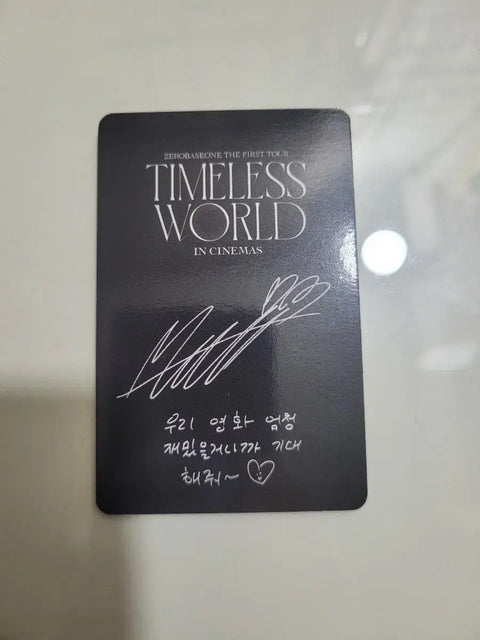 ZEROBASEONE THE FIRST TOUR
TIMELESS
WORLD
IN CINEMAS
우리 영화 엄청
재밌을거니까 기대
해줘~ ♡